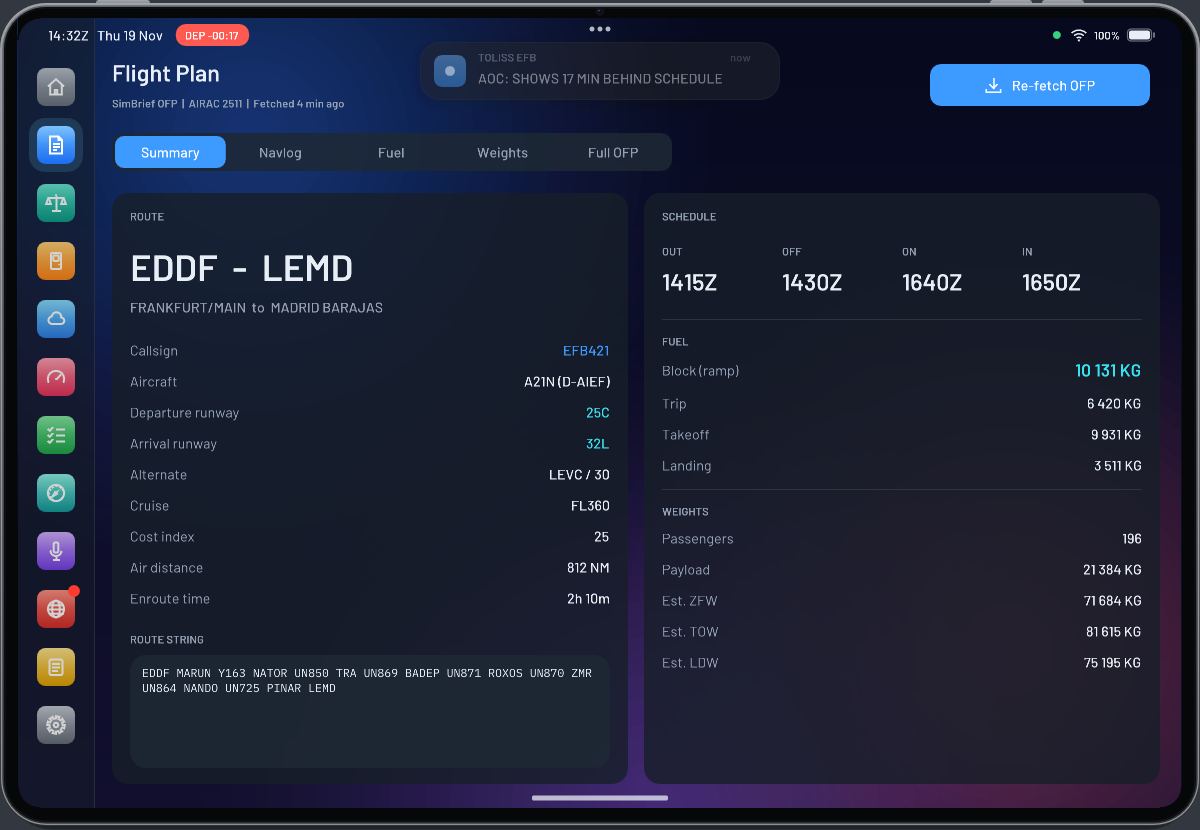 14:32Z Thu 19 Nov DEP -00:17
100%
TOLISS EFB now
AOC: SHOWS 17 MIN BEHIND SCHEDULE
Flight Plan
SimBrief OFP | AIRAC 2511 | Fetched 4 min ago
Re-fetch OFP
Summary Navlog Fuel Weights Full OFP
ROUTE
EDDF - LEMD
FRANKFURT/MAIN to MADRID BARAJAS
Callsign EFB421
Aircraft A21N (D-AIEF)
Departure runway 25C
Arrival runway 32L
Alternate LEVC / 30
Cruise FL360
Cost index 25
Air distance 812 NM
Enroute time 2h 10m
ROUTE STRING
EDDF MARUN Y163 NATOR UN850 TRA UN869 BADEP UN871 ROXOS UN870 ZMR
UN864 NANDO UN725 PINAR LEMD
SCHEDULE
OUT OFF ON IN
1415Z 1430Z 1640Z 1650Z
FUEL
Block (ramp) 10 131 KG
Trip 6 420 KG
Takeoff 9 931 KG
Landing 3 511 KG
WEIGHTS
Passengers 196
Payload 21 384 KG
Est. ZFW 71 684 KG
Est. TOW 81 615 KG
Est. LDW 75 195 KG